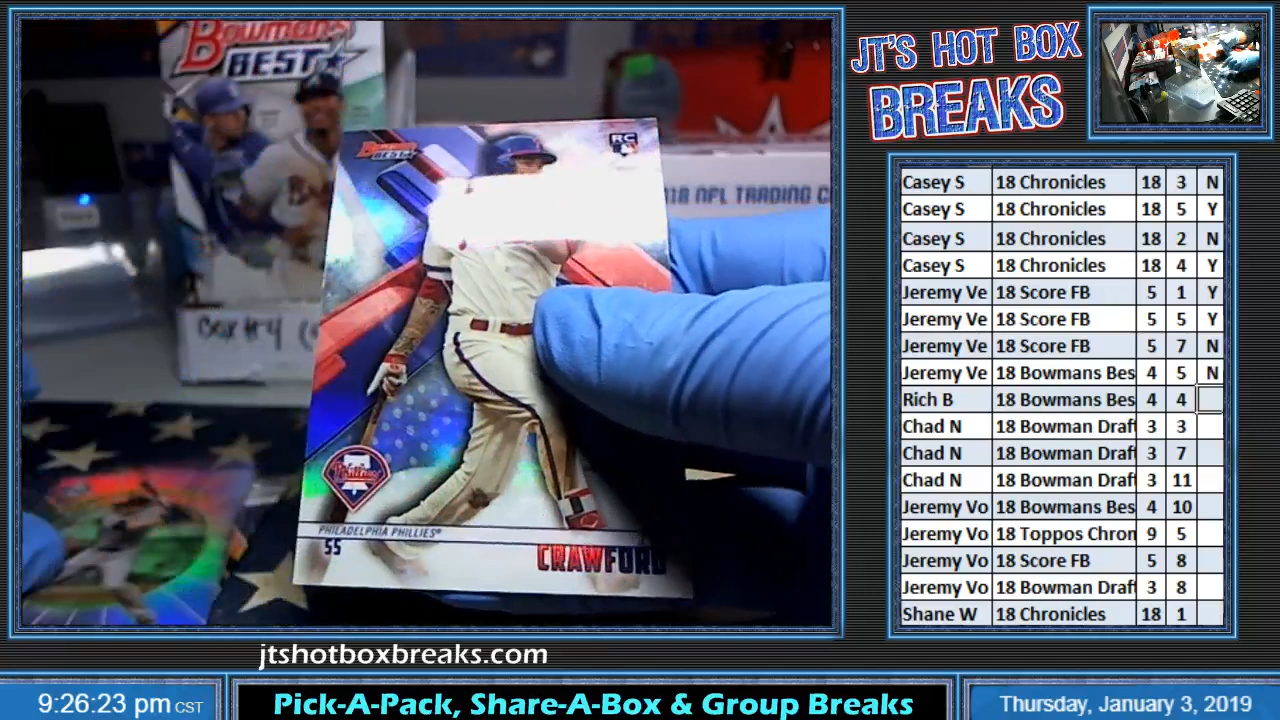 Bowman's
BEST
JT'S HOT BOX
BREAKS
Bowman's
BEST
RC
18 NFL TRADING C
Phillies
PHILADELPHIA PHILLIES®
55
CRAWFORD
Casey S 18 Chronicles 18 3 N
Casey S 18 Chronicles 18 5 Y
Casey S 18 Chronicles 18 2 N
Casey S 18 Chronicles 18 4 Y
Jeremy Ve 18 Score FB 5 1 Y
Jeremy Ve 18 Score FB 5 5 Y
Jeremy Ve 18 Score FB 5 7 N
Jeremy Ve 18 Bowmans Bes 4 5 N
Rich B 18 Bowmans Bes 4 4
Chad N 18 Bowman Draft 3 3
Chad N 18 Bowman Draft 3 7
Chad N 18 Bowman Draft 3 11
Jeremy Vo 18 Bowmans Bes 4 10
Jeremy Vo 18 Toppos Chron 9 5
Jeremy Vo 18 Score FB 5 8
Jeremy Vo 18 Bowman Draft 3 8
Shane W 18 Chronicles 18 1
jtshotboxbreaks.com
9:26:23 pm CST
Pick-A-Pack, Share-A-Box & Group Breaks
Thursday, January 3, 2019